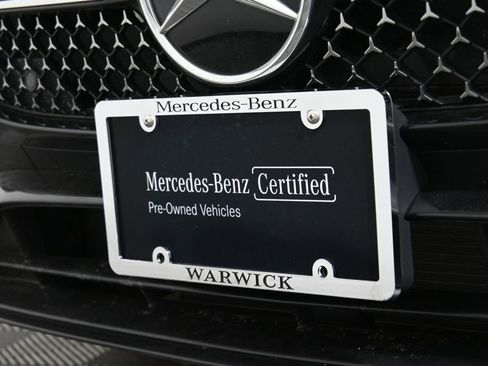 Mercedes-Benz
Mercedes-Benz Certified
Pre-Owned Vehicles
WARWICK